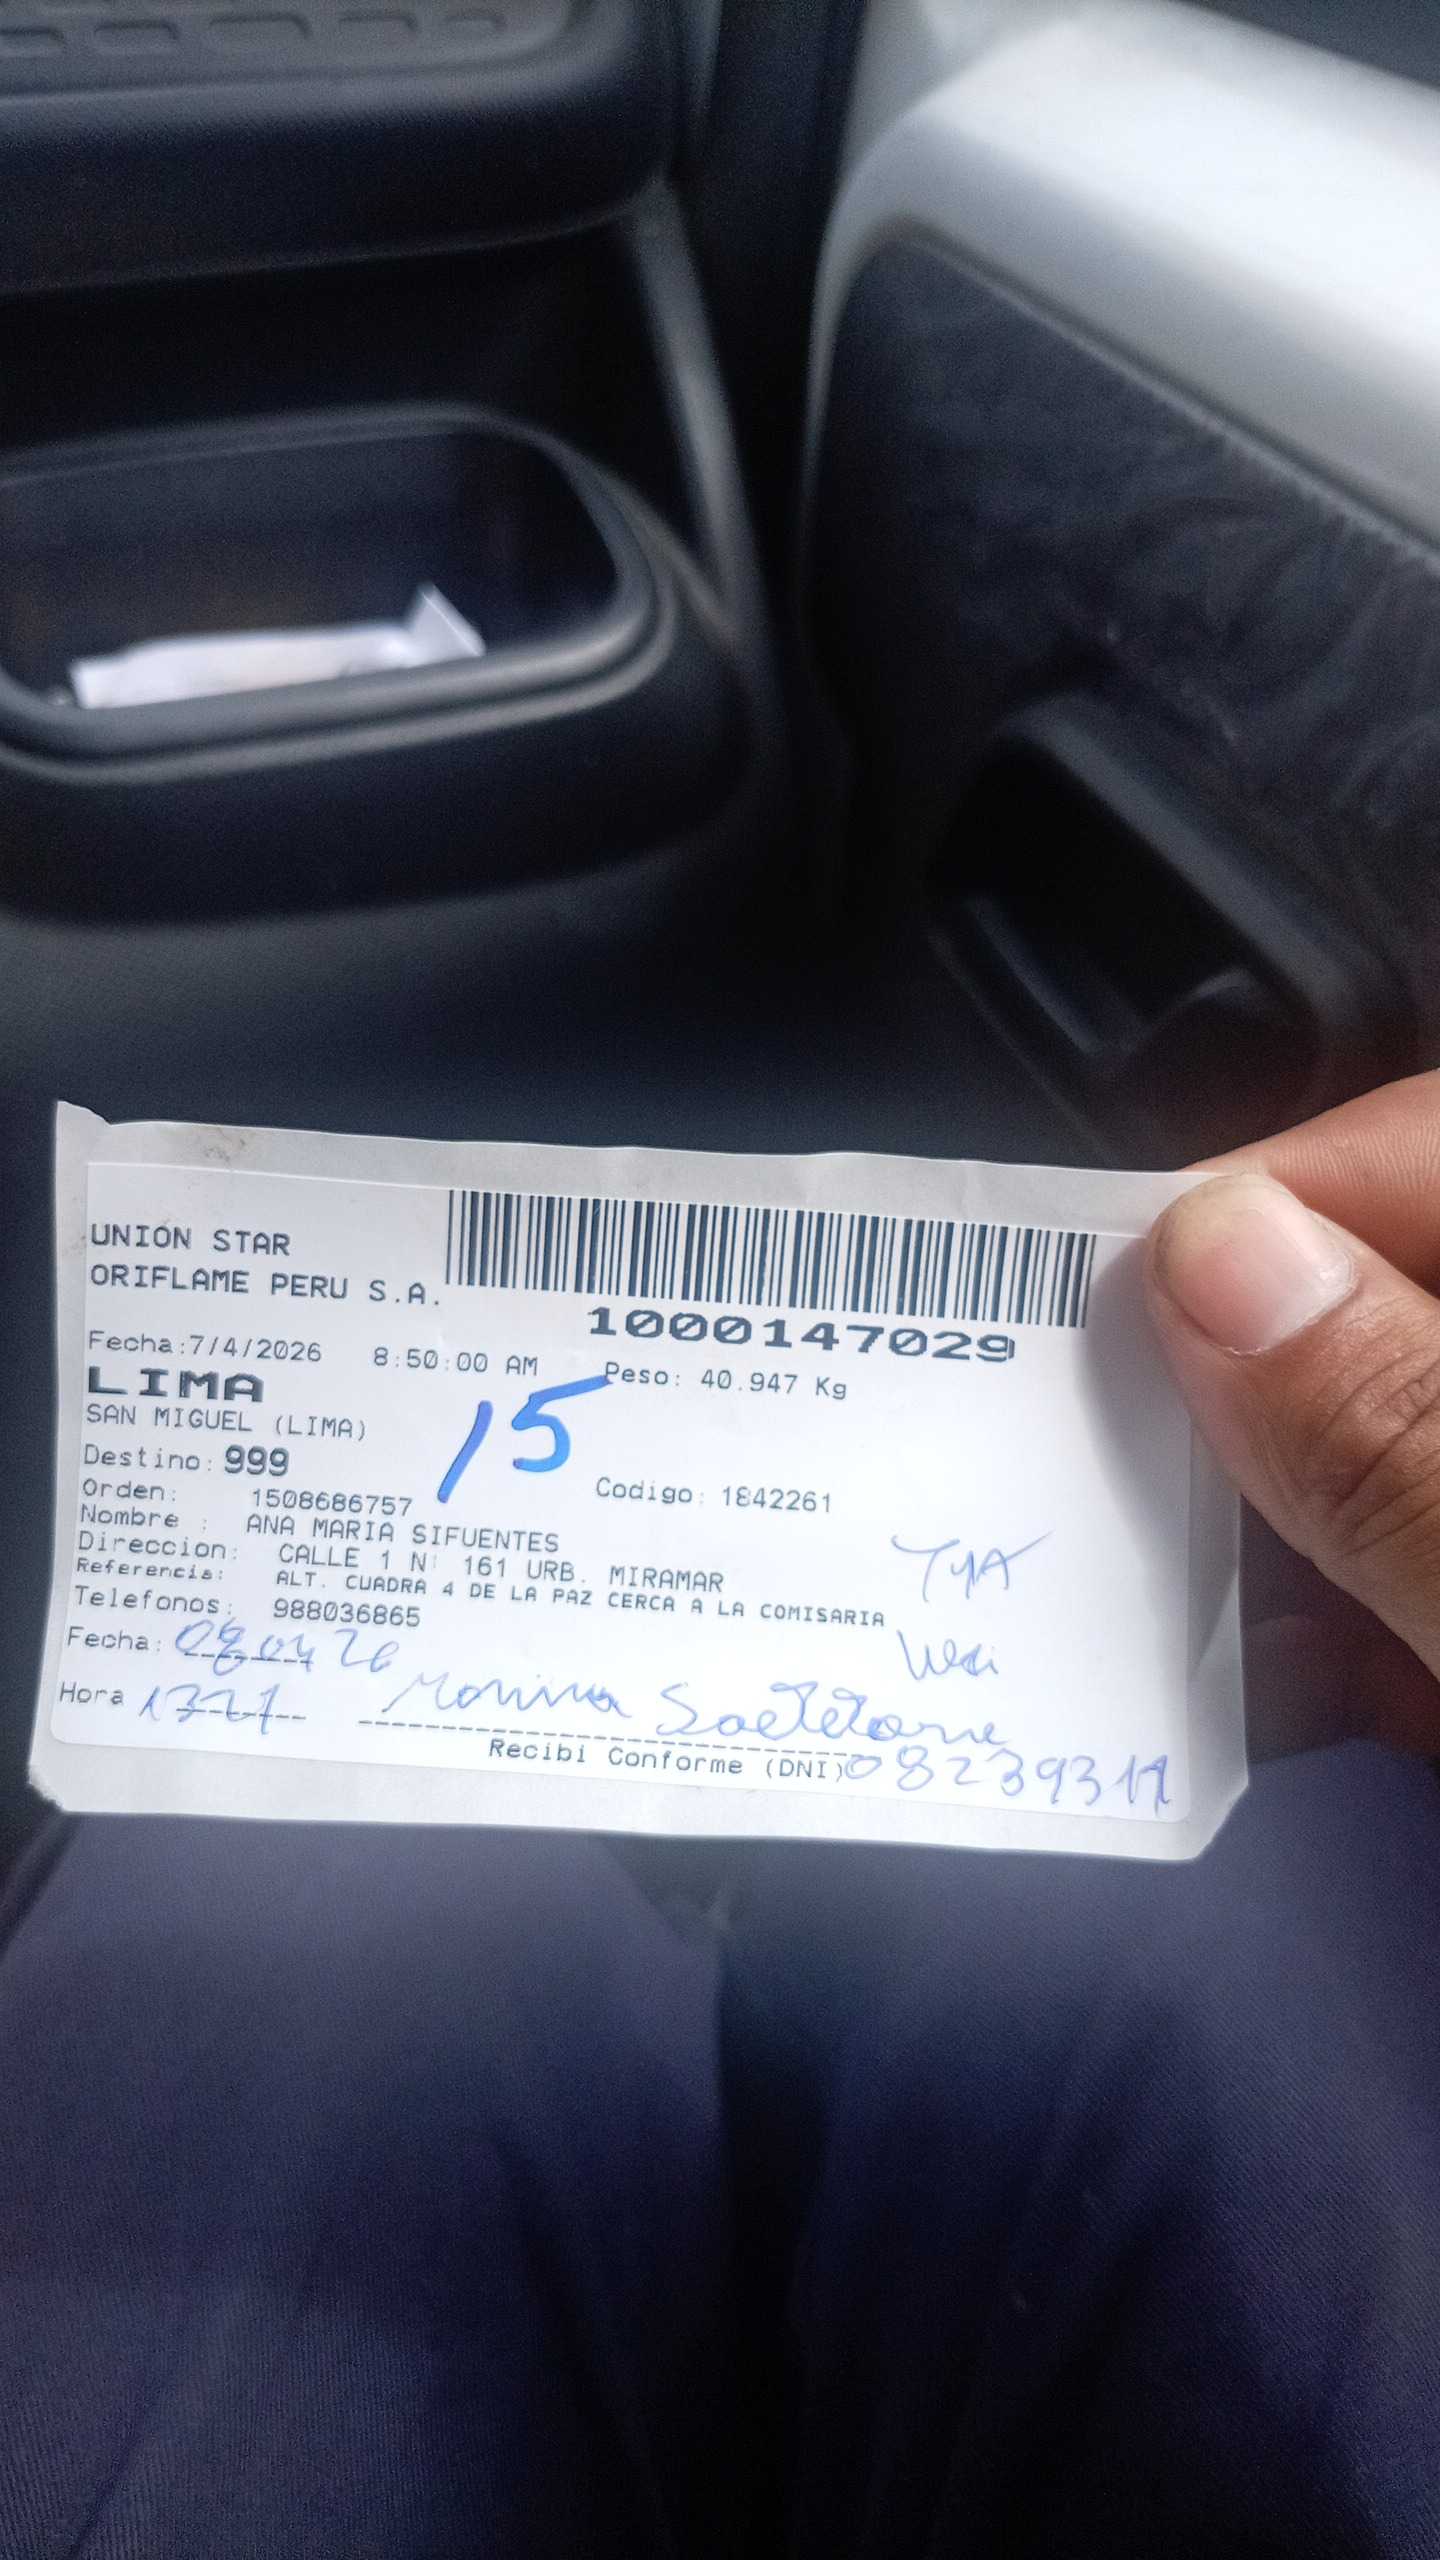 UNION STAR
ORIFLAME PERU S.A.
1000147029
Fecha:7/4/2026 8:50:00 AM Peso: 40.947 Kg
LIMA
SAN MIGUEL (LIMA)
15
Destino: 999
Orden: 1508686757 Codigo: 1842261
Nombre : ANA MARIA SIFUENTES
Direccion: CALLE 1 N° 161 URB. MIRAMAR
Referencia: ALT. CUADRA 4 DE LA PAZ CERCA A LA COMISARIA
Telefonos: 988036865
Fecha: 08 04 26
Hora 1321
Recibi Conforme (DNI)